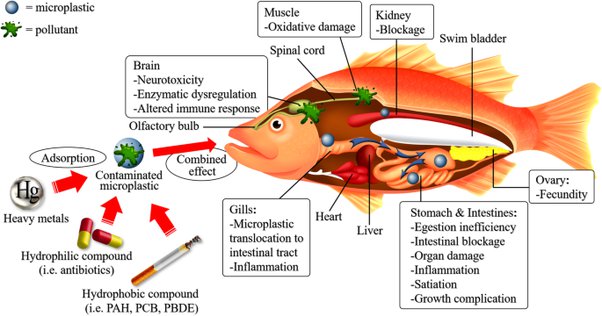 = microplastic
= pollutant
Muscle
-Oxidative damage
Kidney
-Blockage
Swim bladder
Spinal cord
Brain
-Neurotoxicity
-Enzymatic dysregulation
-Altered immune response
Olfactory bulb
Adsorption
Contaminated
microplastic
Combined
effect
Hg
Heavy metals
Hydrophilic compound
(i.e. antibiotics)
Hydrophobic compound
(i.e. PAH, PCB, PBDE)
Gills:
-Microplastic
translocation to
intestinal tract
-Inflammation
Heart
Liver
Stomach & Intestines:
-Egestion inefficiency
-Intestinal blockage
-Organ damage
-Inflammation
-Satiation
-Growth complication
Ovary:
-Fecundity